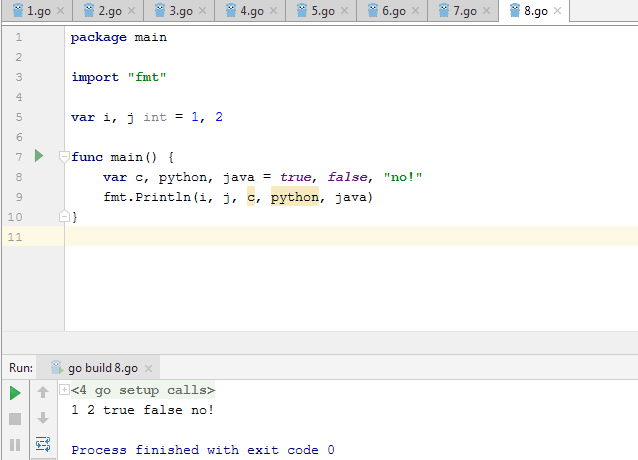 1.go 2.go 3.go 4.go 5.go 6.go 7.go 8.go
1 package main
2
3 import "fmt"
4
5 var i, j int = 1, 2
6
7 func main() {
8 var c, python, java = true, false, "no!"
9 fmt.Println(i, j, c, python, java)
10 }
11
Run: go build 8.go
<4 go setup calls>
1 2 true false no!
Process finished with exit code 0